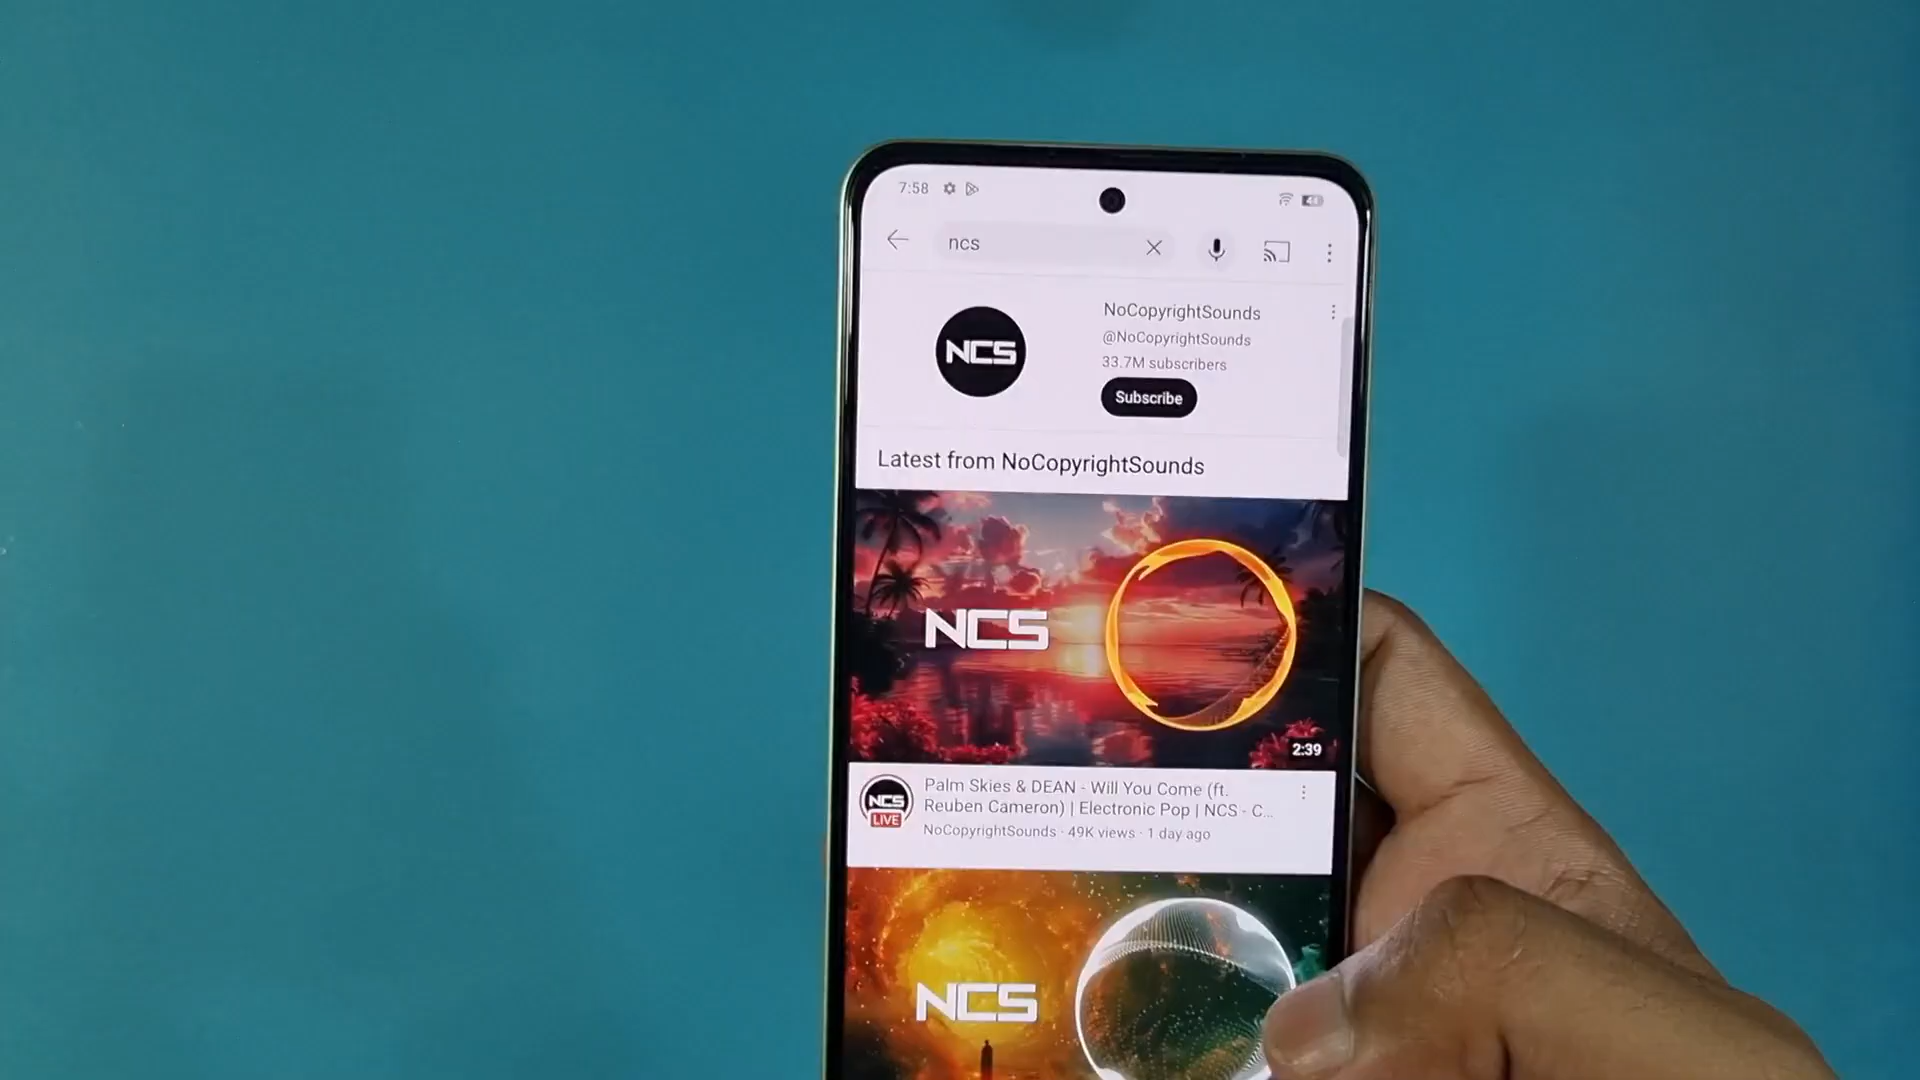 7:58
ncs
NCS
NoCopyrightSounds
@NoCopyrightSounds
33.7M subscribers
Subscribe
Latest from NoCopyrightSounds
NCS
2:39
NCS
LIVE
Palm Skies & DEAN - Will You Come (ft.
Reuben Cameron) | Electronic Pop | NCS - C...
NoCopyrightSounds · 49K views · 1 day ago
NCS